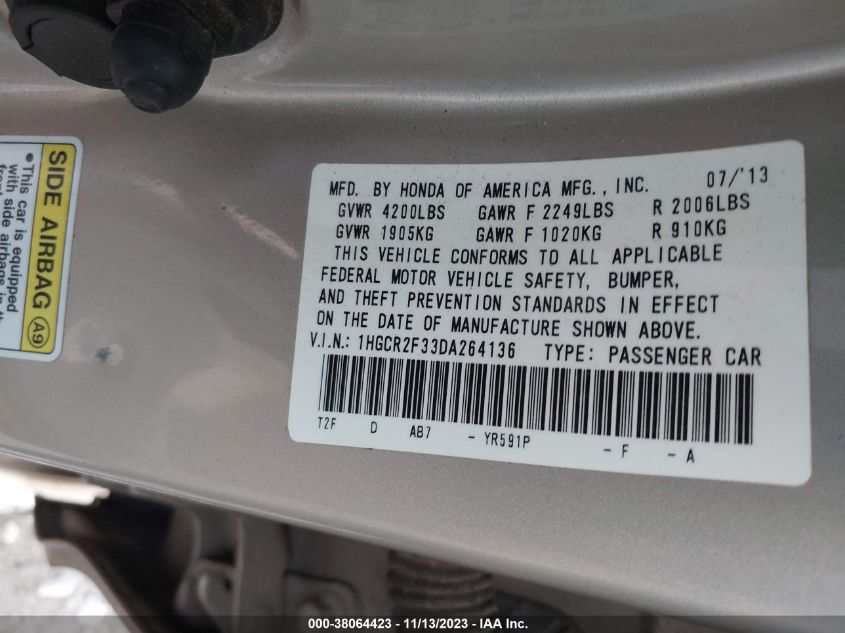 SIDE AIRBAG A9
•This car is equipped
with side airbags in
MFD. BY HONDA OF AMERICA MFG., INC. 07/'13
GVWR 4200LBS GAWR F 2249LBS R 2006LBS
GVWR 1905KG GAWR F 1020KG R 910KG
THIS VEHICLE CONFORMS TO ALL APPLICABLE
FEDERAL MOTOR VEHICLE SAFETY, BUMPER,
AND THEFT PREVENTION STANDARDS IN EFFECT
ON THE DATE OF MANUFACTURE SHOWN ABOVE.
V.I.N.: 1HGCR2F33DA264136 TYPE: PASSENGER CAR
T2F D AB7 - YR591P - F - A
000-38064423 - 11/13/2023 - IAA Inc.